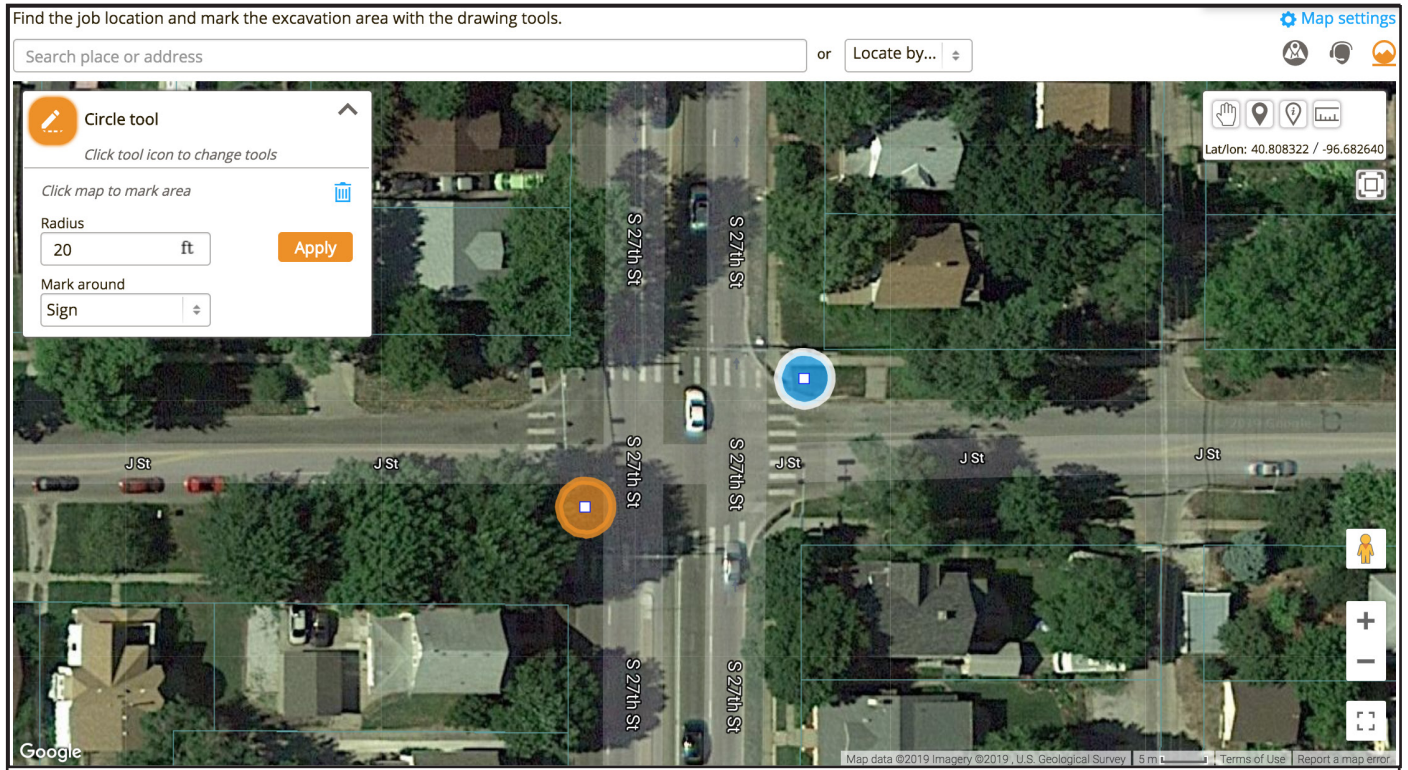 Find the job location and mark the excavation area with the drawing tools.
Map settings
Search place or address
or
Locate by...
Circle tool
Click tool icon to change tools
Click map to mark area
Radius
20 ft
Apply
Mark around
Sign
Lat/lon: 40.808322 / -96.682640
S 27th St
S 27th St
J St
J St
S 27th St
S 27th St
J St
J St
J St
S 27th St
S 27th St
Google
Map data ©2019 Imagery ©2019 , U.S. Geological Survey
5 m
Terms of Use
Report a map error